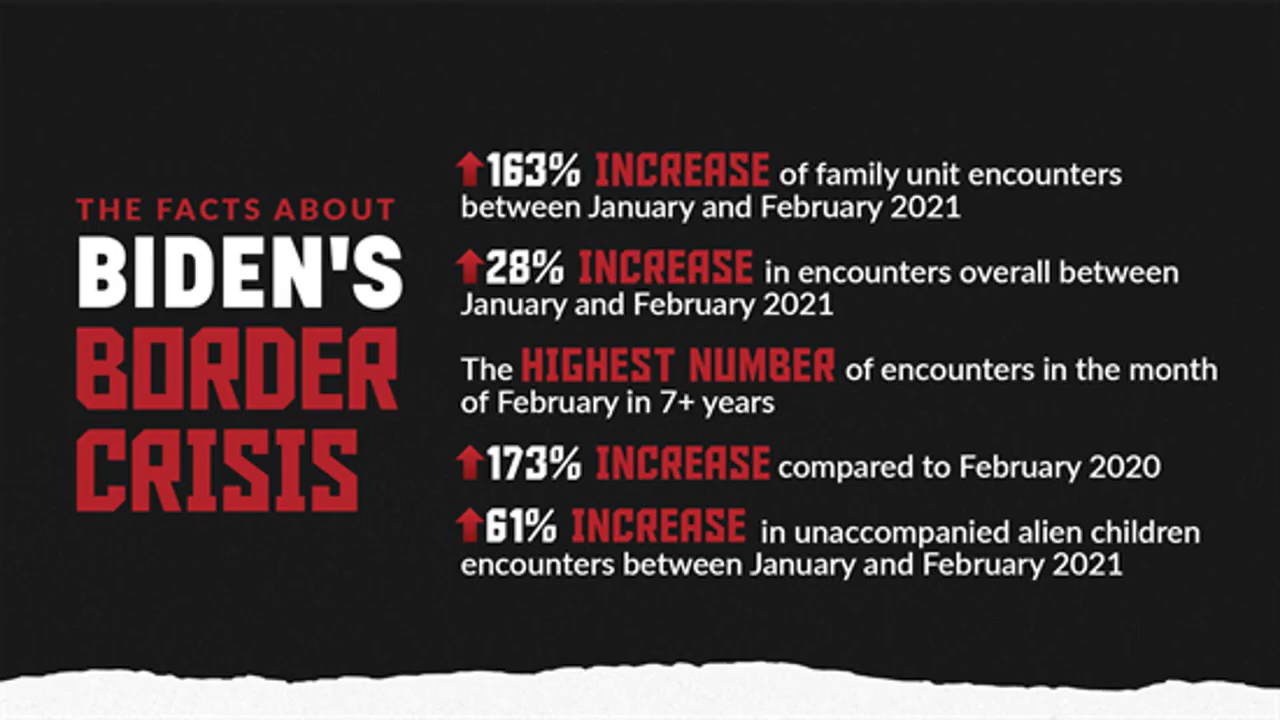 THE FACTS ABOUT
BIDEN'S
BORDER
CRISIS
163% INCREASE of family unit encounters
between January and February 2021
28% INCREASE in encounters overall between
January and February 2021
The HIGHEST NUMBER of encounters in the month
of February in 7+ years
173% INCREASE compared to February 2020
61% INCREASE in unaccompanied alien children
encounters between January and February 2021